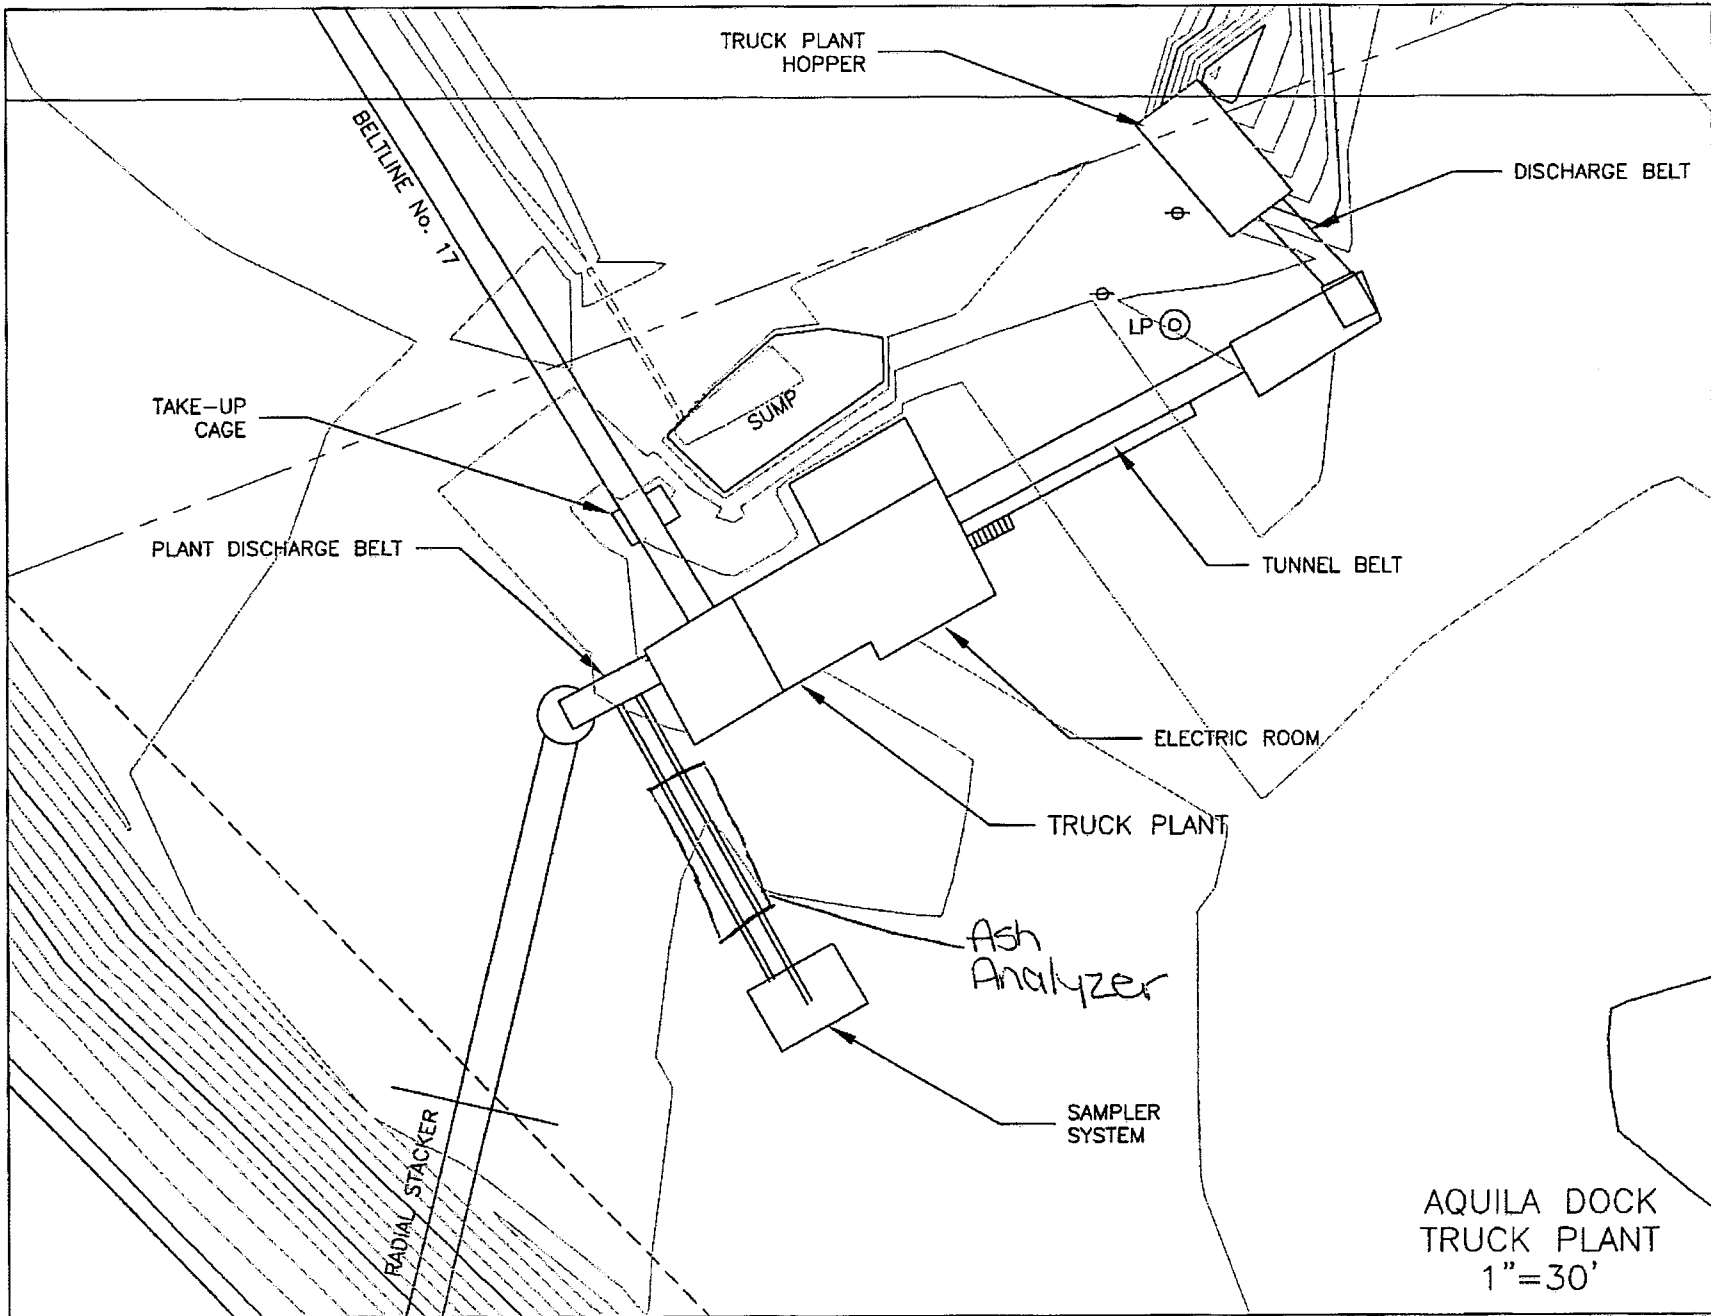 TRUCK PLANT
HOPPER
BELTLINE No. 17
DISCHARGE BELT
LP
SUMP
TAKE-UP
CAGE
PLANT DISCHARGE BELT
TUNNEL BELT
ELECTRIC ROOM
TRUCK PLANT
Ash
Analyzer
SAMPLER
SYSTEM
RADIAL STACKER
AQUILA DOCK
TRUCK PLANT
1"=30'